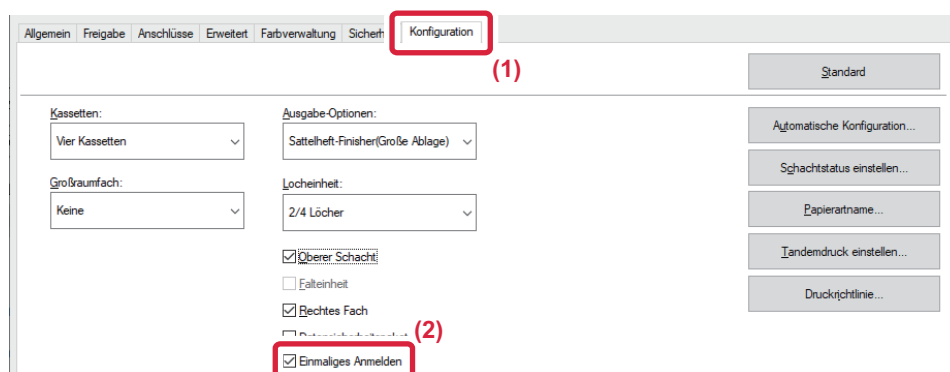 Allgemein Freigabe Anschlüsse Erweitert Farbverwaltung Sicherh Konfiguration
(1)
Standard
Kassetten: Ausgabe-Optionen:
Vier Kassetten Sattelheft-Finisher(Große Ablage) Automatische Konfiguration...
Schachtstatus einstellen...
Großraumfach: Locheinheit:
Keine 2/4 Löcher Papierartname...
Oberer Schacht Tandemdruck einstellen...
Falteinheit
Druckrichtlinie...
Rechtes Fach
(2)
Einmaliges Anmelden